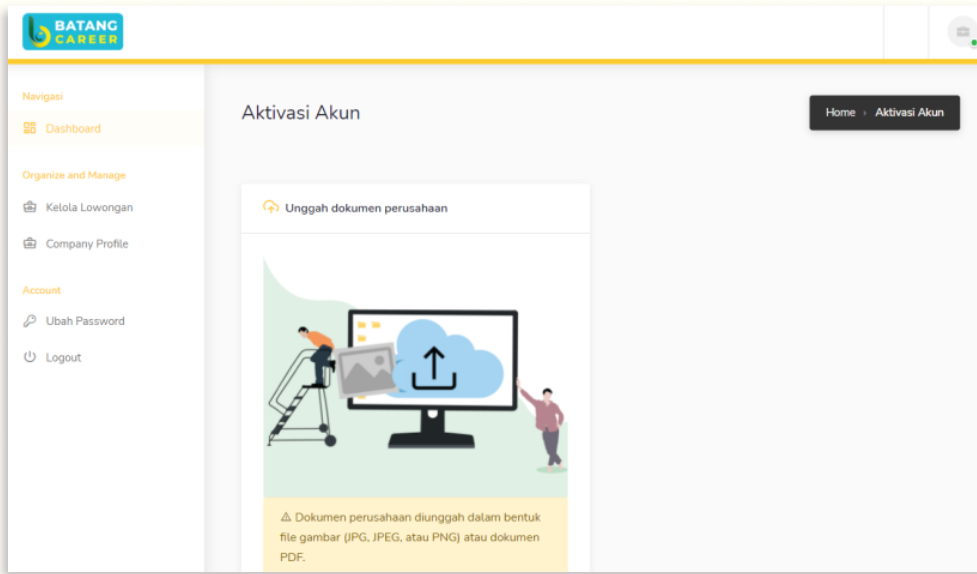 BATANG
CAREER
Navigasi
Dashboard
Organize and Manage
Kelola Lowongan
Company Profile
Account
Ubah Password
Logout
Aktivasi Akun
Home › Aktivasi Akun
Unggah dokumen perusahaan
⚠ Dokumen perusahaan diunggah dalam bentuk
file gambar (JPG, JPEG, atau PNG) atau dokumen
PDF.